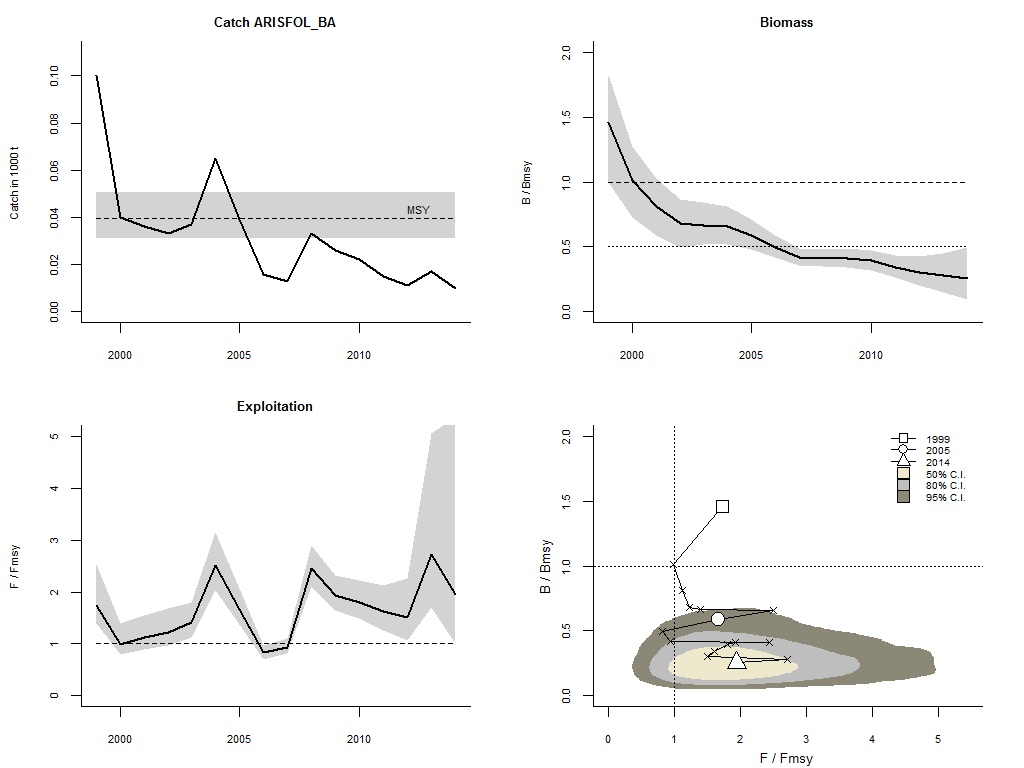 Catch ARISFOL_BA
Catch in 1000 t
0.00 0.02 0.04 0.06 0.08 0.10
MSY
2000 2005 2010
Biomass
B / Bmsy
0.0 0.5 1.0 1.5 2.0
2000 2005 2010
Exploitation
F / Fmsy
0 1 2 3 4 5
2000 2005 2010
B / Bmsy
0.0 0.5 1.0 1.5 2.0
1999
2005
2014
50% C.I.
80% C.I.
95% C.I.
0 1 2 3 4 5
F / Fmsy